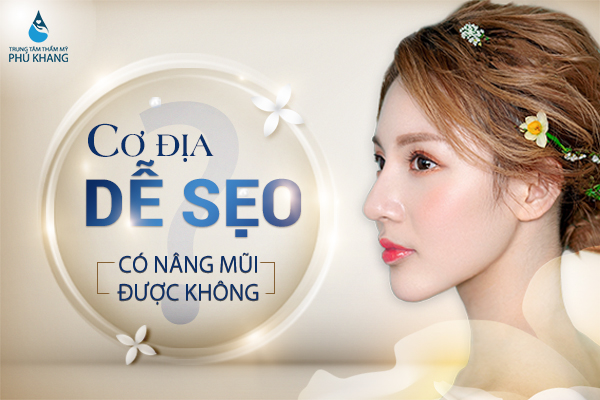 TRUNG TÂM THẨM MỸ
PHÚ KHANG
CƠ ĐỊA
DỄ SẸO
CÓ NÂNG MŨI
ĐƯỢC KHÔNG
?